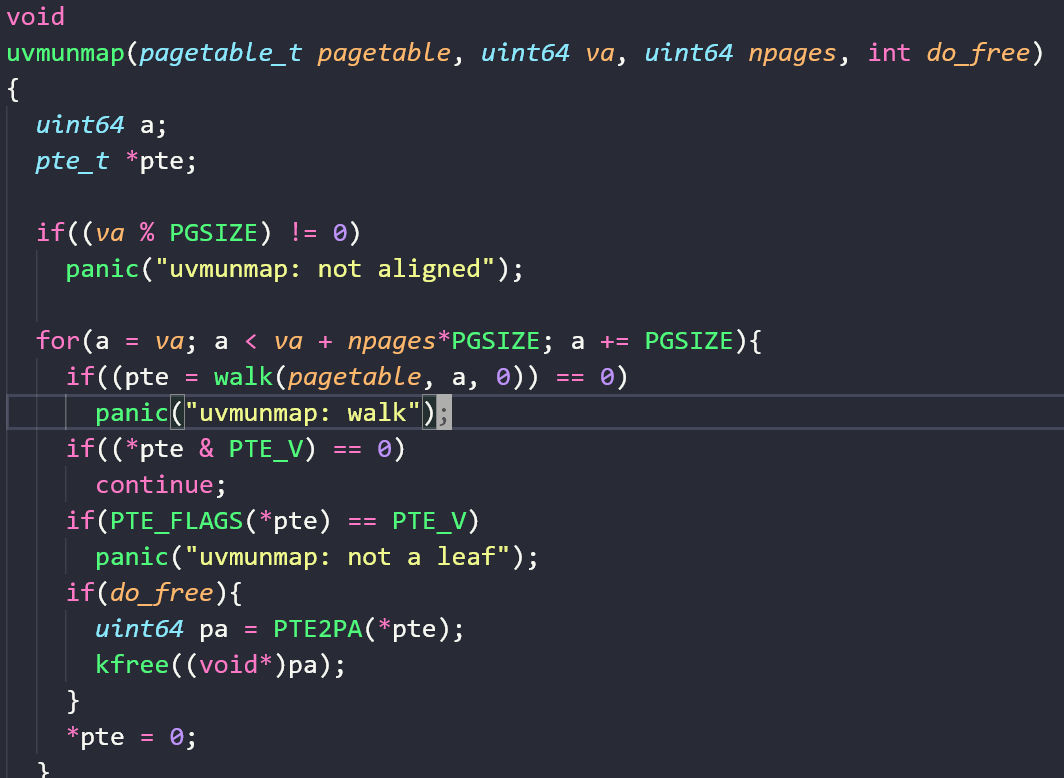 void
uvmunmap(pagetable_t pagetable, uint64 va, uint64 npages, int do_free)
{
  uint64 a;
  pte_t *pte;

  if((va % PGSIZE) != 0)
    panic("uvmunmap: not aligned");

  for(a = va; a < va + npages*PGSIZE; a += PGSIZE){
    if((pte = walk(pagetable, a, 0)) == 0)
      panic("uvmunmap: walk");
    if((*pte & PTE_V) == 0)
      continue;
    if(PTE_FLAGS(*pte) == PTE_V)
      panic("uvmunmap: not a leaf");
    if(do_free){
      uint64 pa = PTE2PA(*pte);
      kfree((void*)pa);
    }
    *pte = 0;
  }